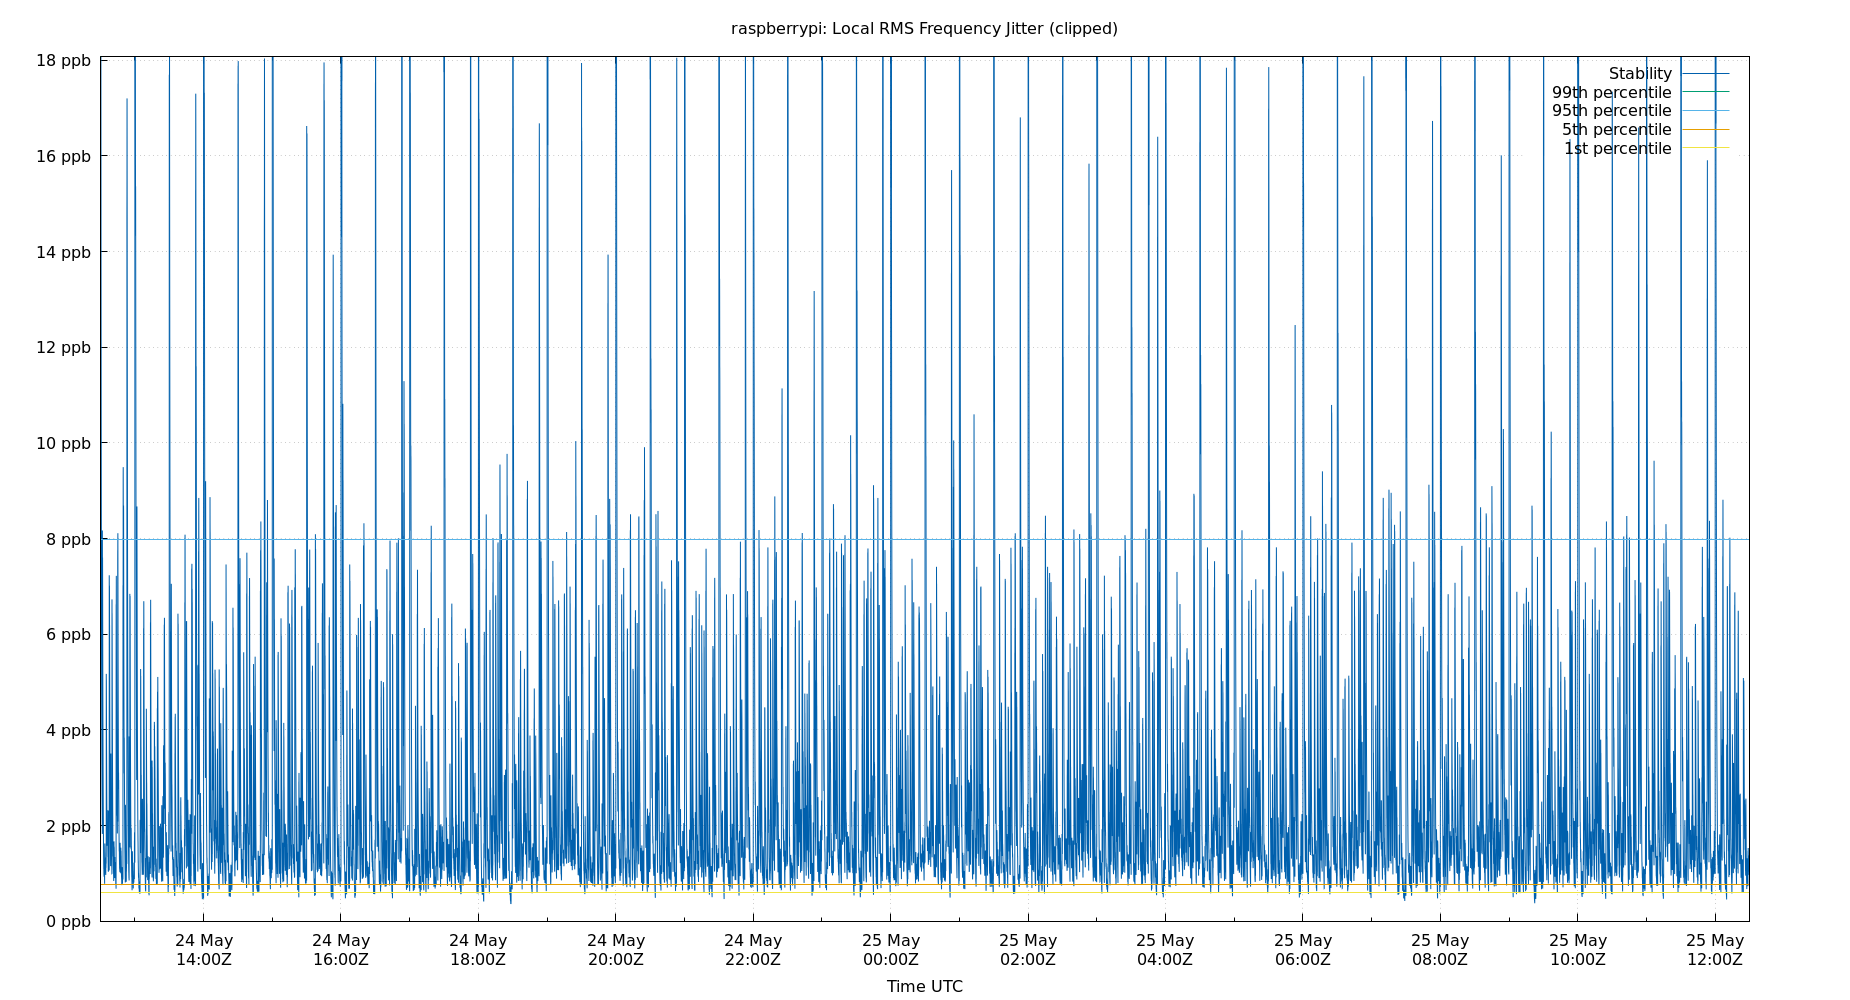 raspberrypi: Local RMS Frequency Jitter (clipped)
18 ppb
16 ppb
14 ppb
12 ppb
10 ppb
8 ppb
6 ppb
4 ppb
2 ppb
0 ppb
Stability
99th percentile
95th percentile
5th percentile
1st percentile
24 May 24 May 24 May 24 May 24 May 25 May 25 May 25 May 25 May 25 May 25 May 25 May
14:00Z 16:00Z 18:00Z 20:00Z 22:00Z 00:00Z 02:00Z 04:00Z 06:00Z 08:00Z 10:00Z 12:00Z
Time UTC